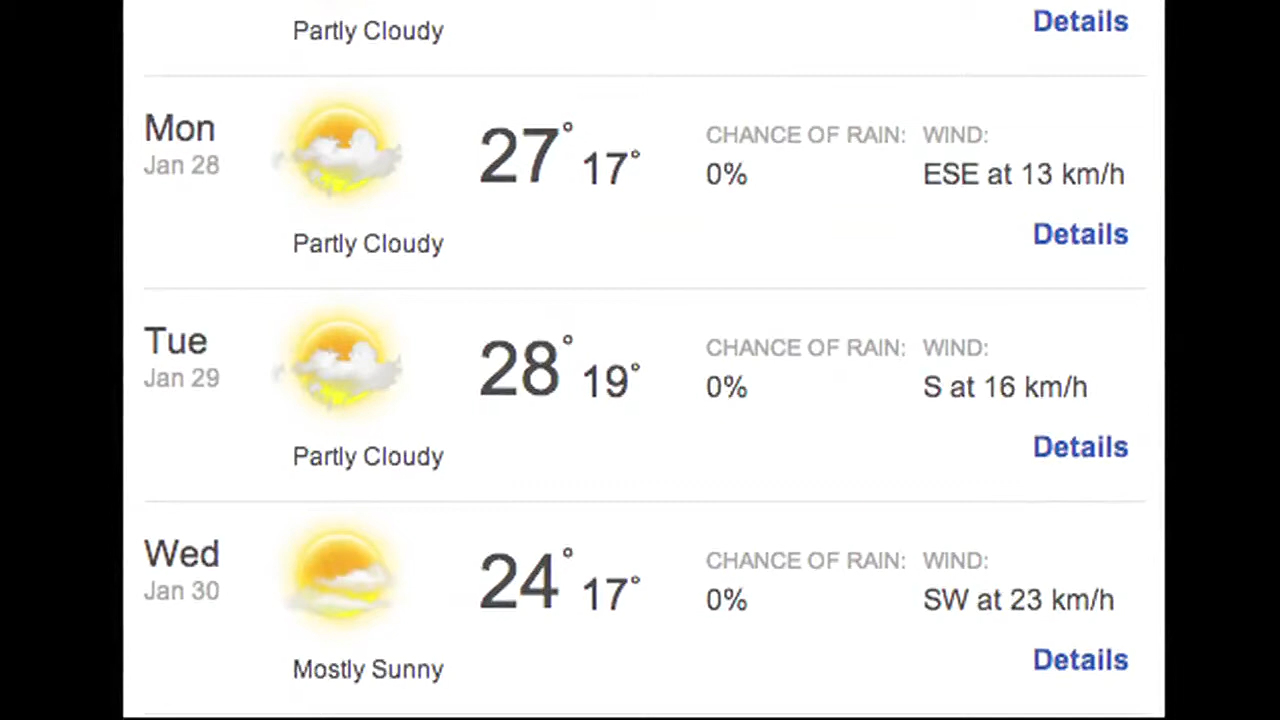 Partly Cloudy
Details
Mon
Jan 28
27° 17°
CHANCE OF RAIN: WIND:
0% ESE at 13 km/h
Partly Cloudy
Details
Tue
Jan 29
28° 19°
CHANCE OF RAIN: WIND:
0% S at 16 km/h
Partly Cloudy
Details
Wed
Jan 30
24° 17°
CHANCE OF RAIN: WIND:
0% SW at 23 km/h
Mostly Sunny
Details